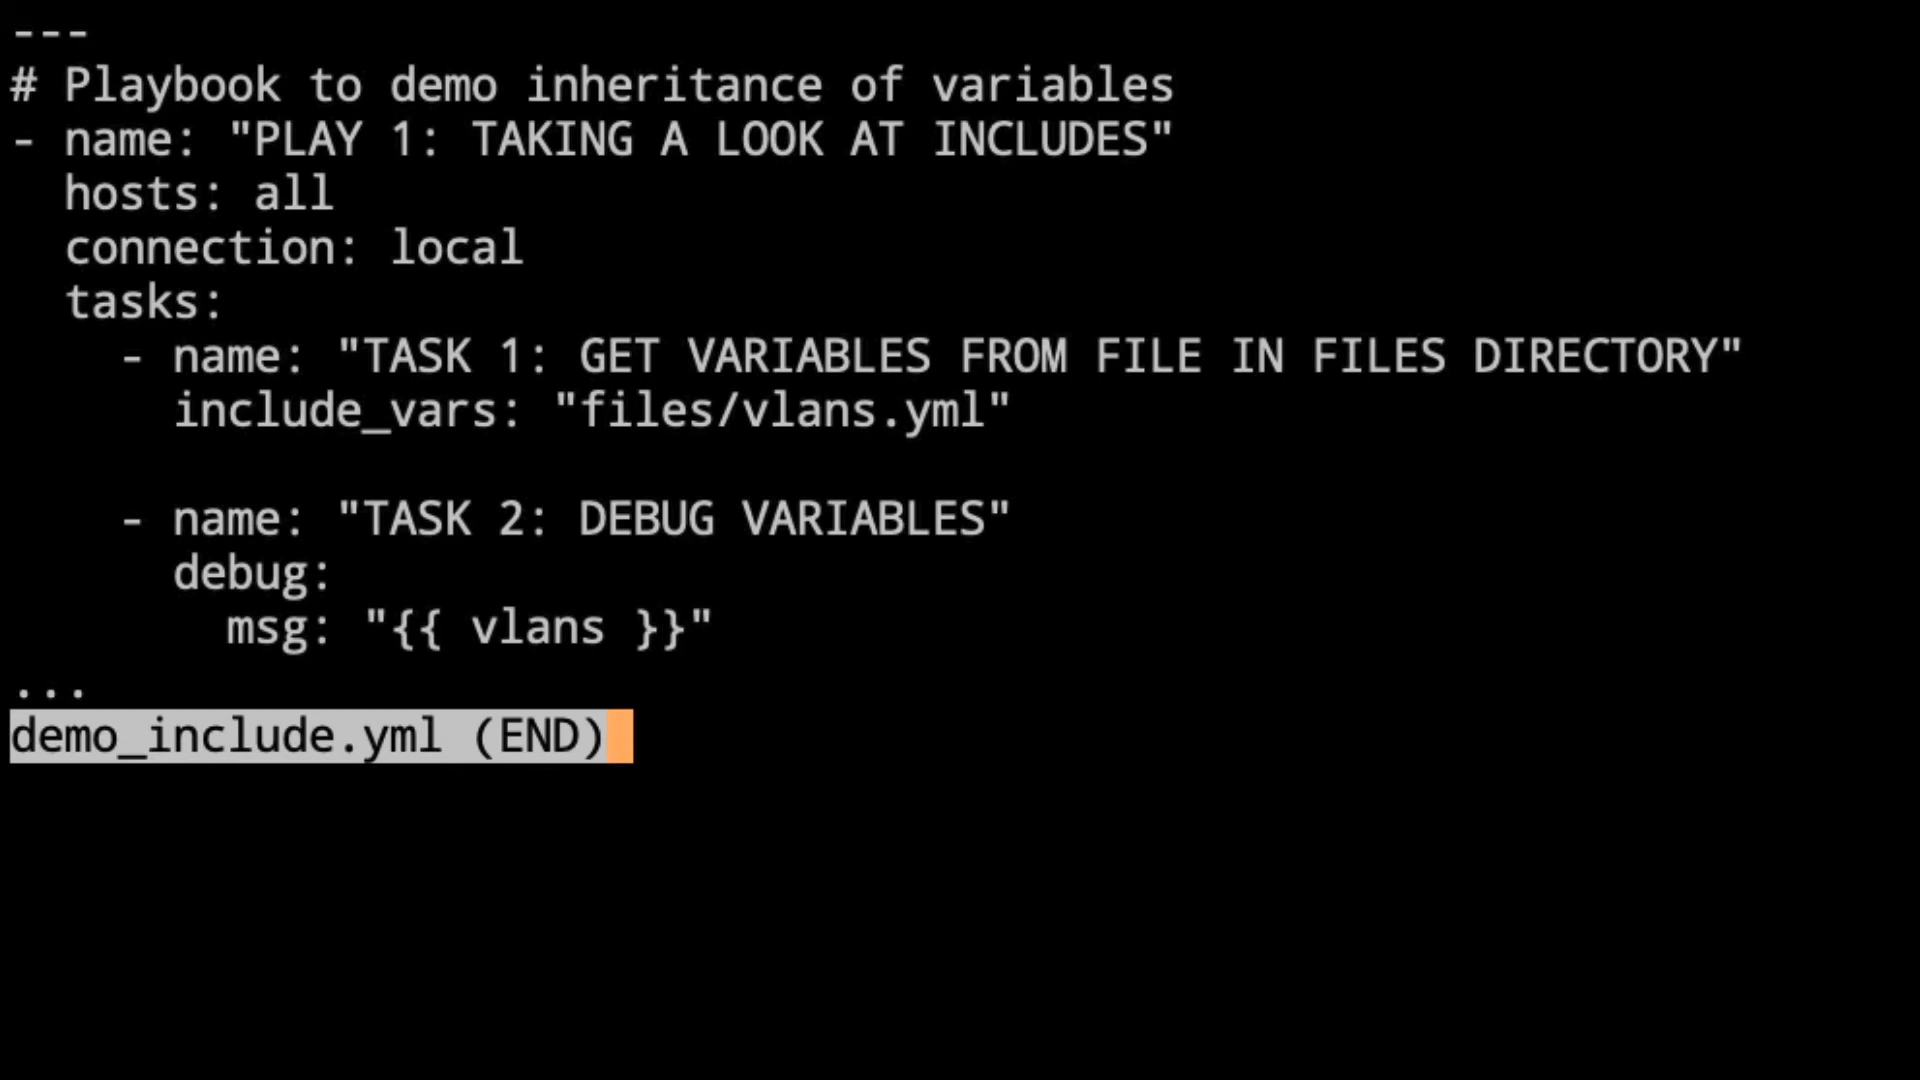 ---
# Playbook to demo inheritance of variables
- name: "PLAY 1: TAKING A LOOK AT INCLUDES"
  hosts: all
  connection: local
  tasks:
    - name: "TASK 1: GET VARIABLES FROM FILE IN FILES DIRECTORY"
      include_vars: "files/vlans.yml"

    - name: "TASK 2: DEBUG VARIABLES"
      debug:
        msg: "{{ vlans }}"
...
demo_include.yml (END)